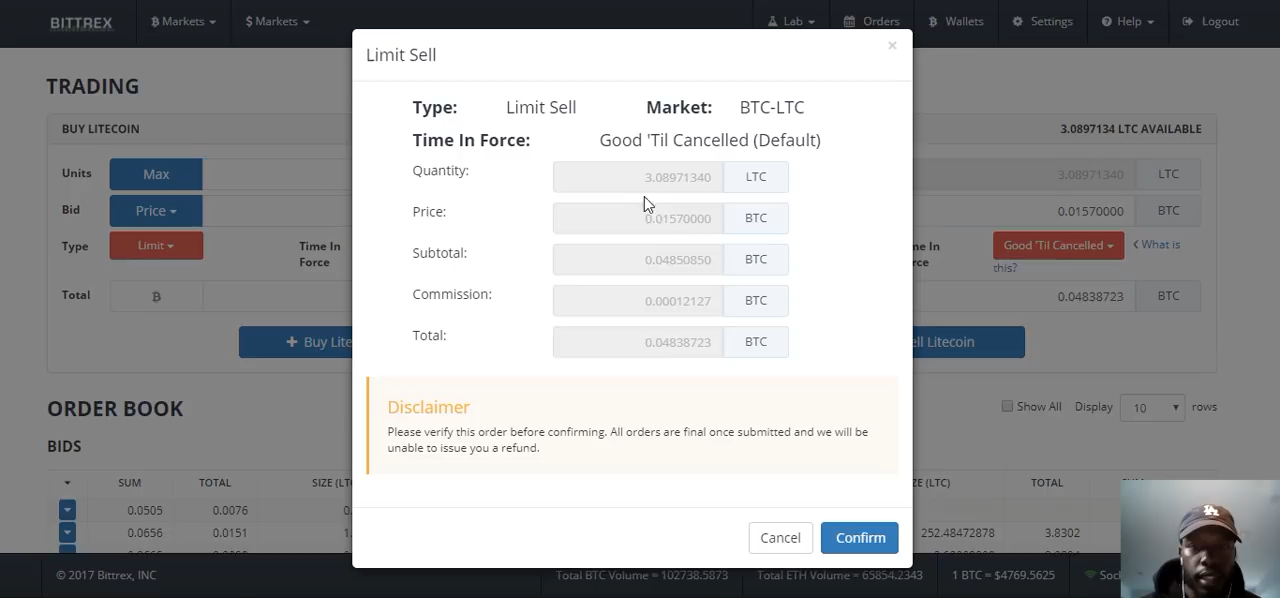 BITTREX
฿ Markets
$ Markets
Lab
Orders
฿ Wallets
Settings
Help
Logout
Limit Sell
×
Type: Limit Sell Market: BTC-LTC
Time In Force: Good 'Til Cancelled (Default)
Quantity: 3.08971340 LTC
Price: 0.01570000 BTC
Subtotal: 0.04850850 BTC
Commission: 0.00012127 BTC
Total: 0.04838723 BTC
Disclaimer
Please verify this order before confirming. All orders are final once submitted and we will be
unable to issue you a refund.
Cancel Confirm
TRADING
BUY LITECOIN
3.0897134 LTC AVAILABLE
Units Max
3.08971340 LTC
Bid Price
0.01570000 BTC
Type Limit Time In
Force
Good 'Til Cancelled What is
this?
Total ฿
0.04838723 BTC
+ Buy
Litecoin
ORDER BOOK
Show All Display 10 rows
BIDS
SUM TOTAL SIZE
(LTC) TOTAL
0.0505 0.0076
0.0656 0.0151
252.48472878 3.8302
© 2017 Bittrex, INC
Total BTC Volume = 102738.5873
Total ETH Volume = 65854.2343
1 BTC = $4769.5625
LA